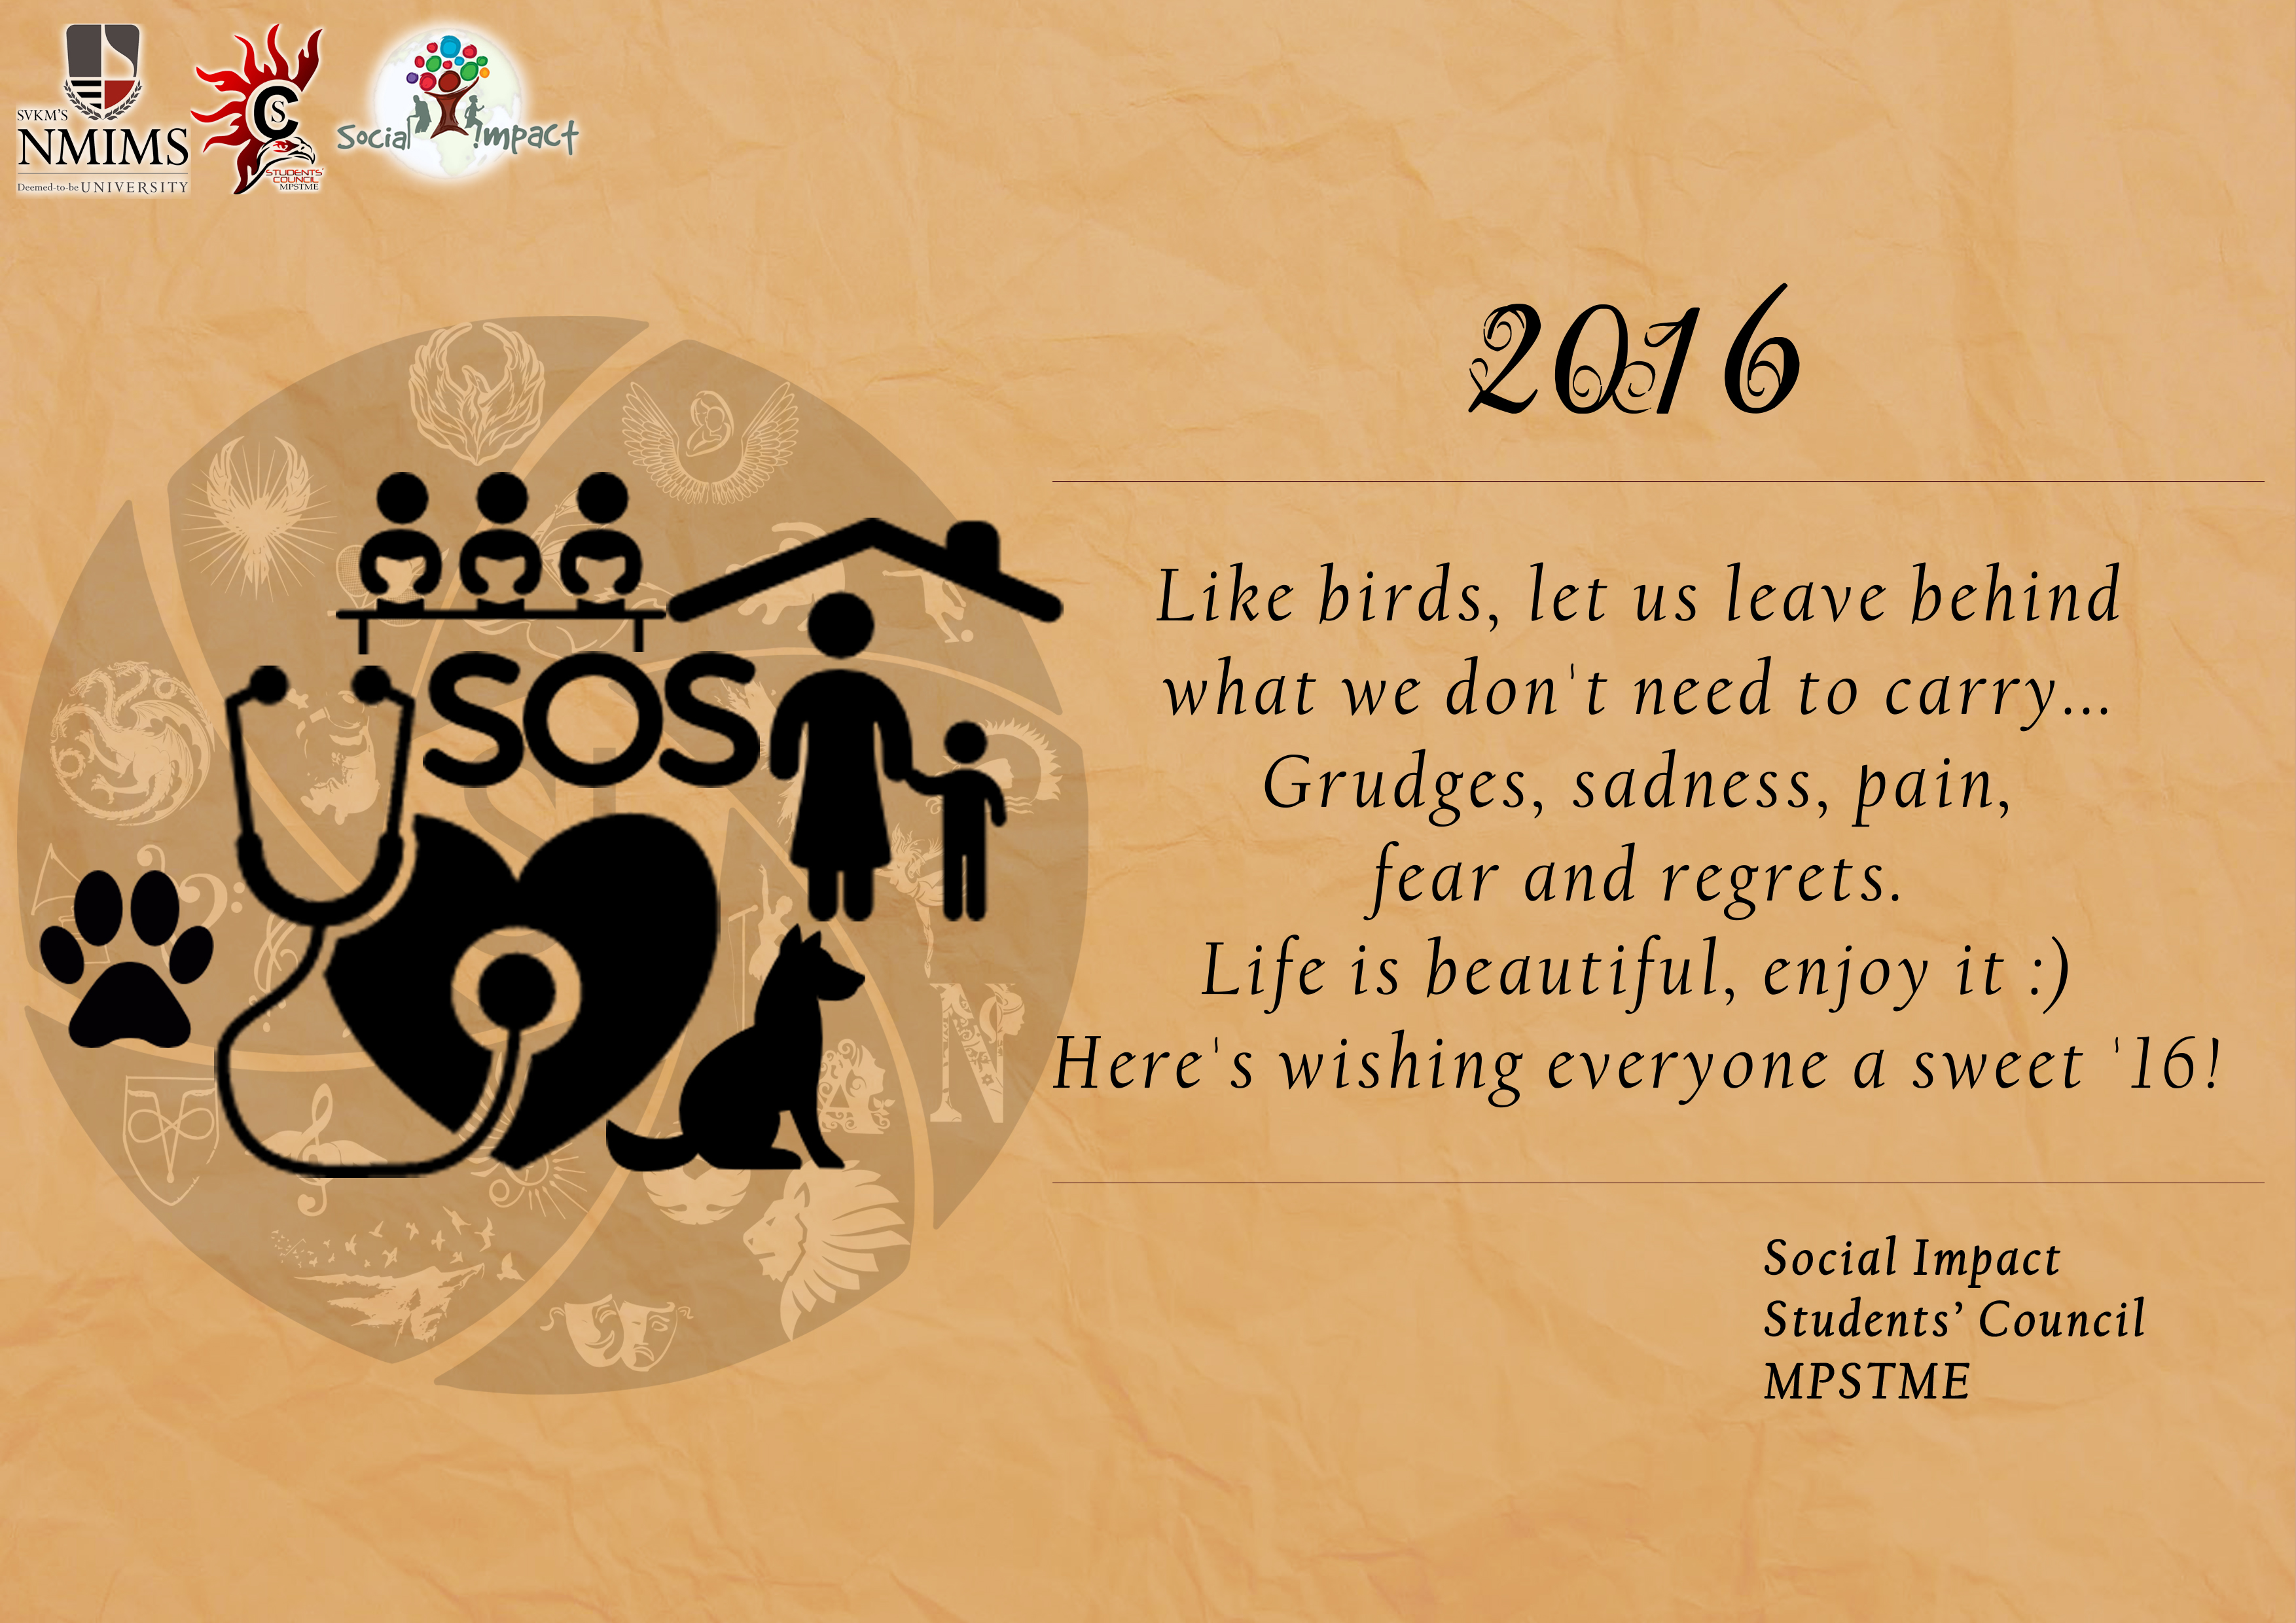 SVKM'S
NMIMS
Deemed-to-be UNIVERSITY
CS
STUDENTS'
COUNCIL
MPSTME
Social Impact
2016
SOS
Like birds, let us leave behind
what we don't need to carry...
Grudges, sadness, pain,
fear and regrets.
Life is beautiful, enjoy it :)
Here's wishing everyone a sweet '16!
Social Impact
Students’ Council
MPSTME